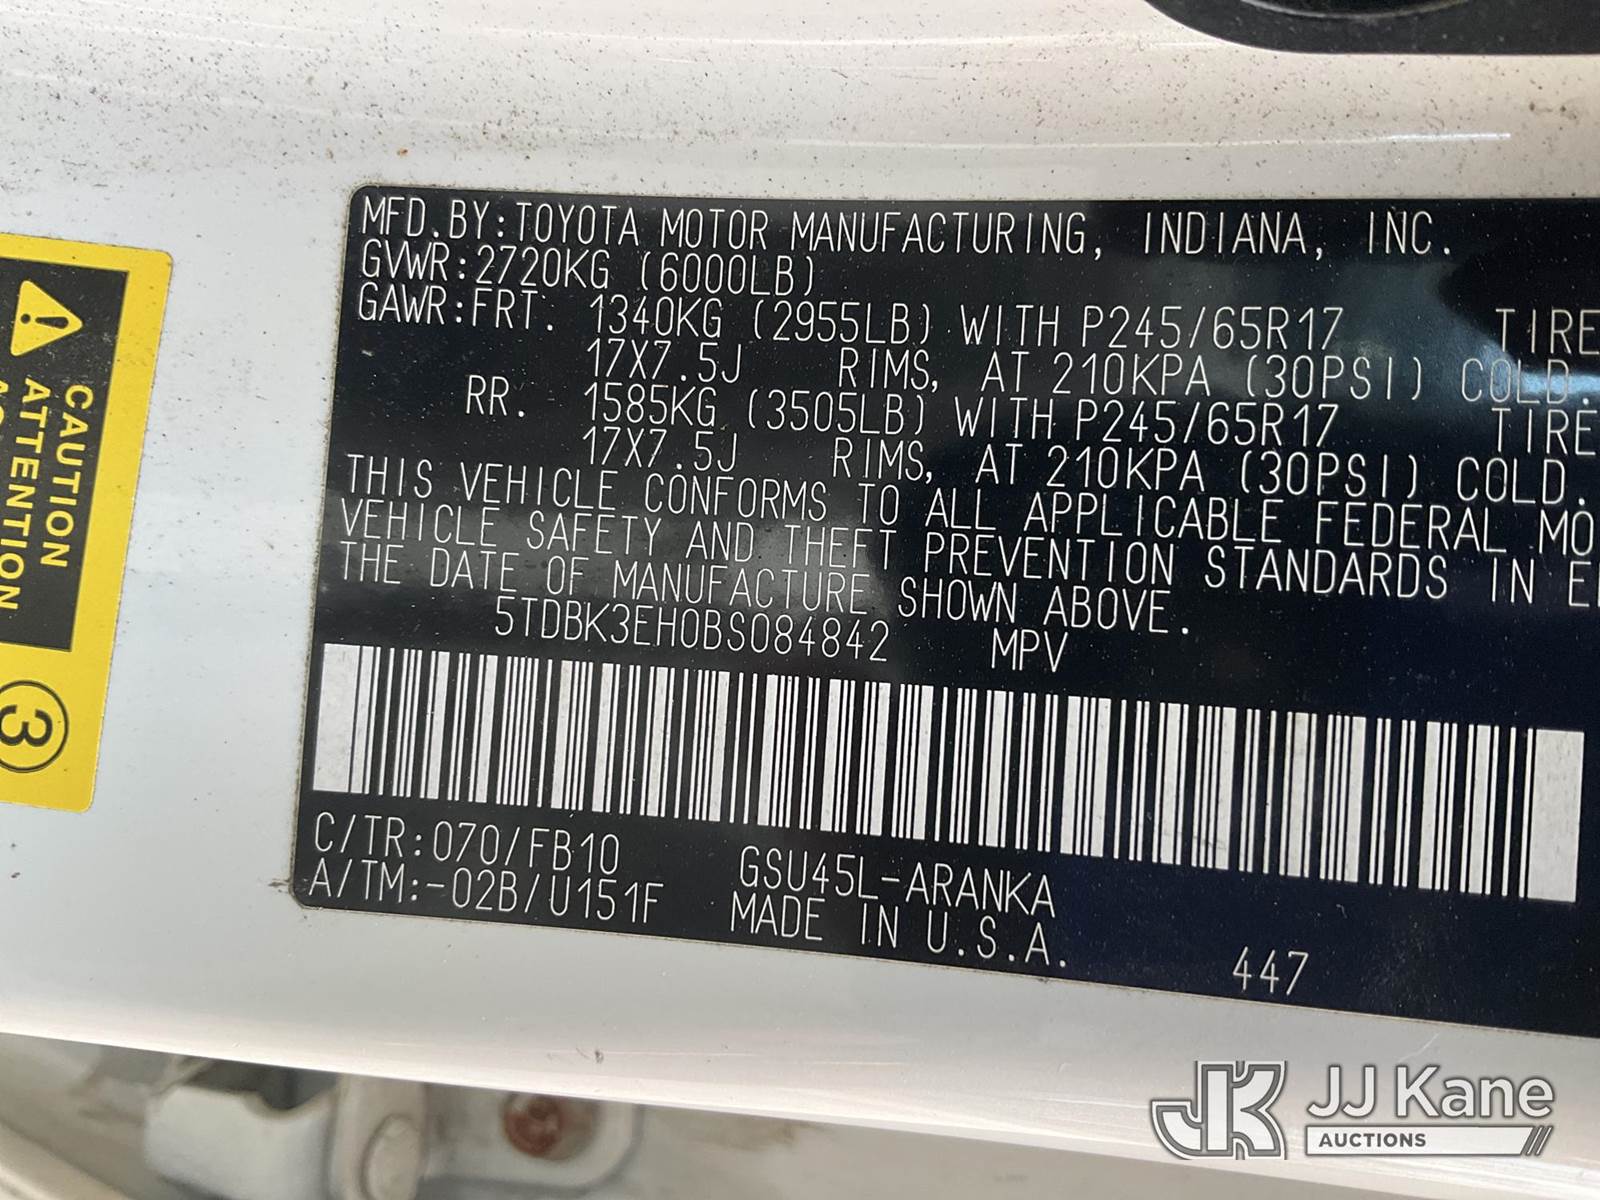 MFD.BY:TOYOTA MOTOR MANUFACTURING, INDIANA, INC.
GVWR:2720KG (6000LB)
GAWR:FRT. 1340KG (2955LB) WITH P245/65R17 TIRE
17X7.5J RIMS, AT 210KPA (30PSI) COLD.
RR. 1585KG (3505LB) WITH P245/65R17 TIRE
17X7.5J RIMS, AT 210KPA (30PSI) COLD.
THIS VEHICLE CONFORMS TO ALL APPLICABLE FEDERAL MO
VEHICLE SAFETY AND THEFT PREVENTION STANDARDS IN
THE DATE OF MANUFACTURE SHOWN ABOVE.
5TDBK3EH0BS084842 MPV
C/TR:070/FB10 GSU45L-ARANKA
A/TM:-02B/U151F MADE IN U.S.A.
447
CAUTION
ATTENTION
3
JJ Kane
AUCTIONS